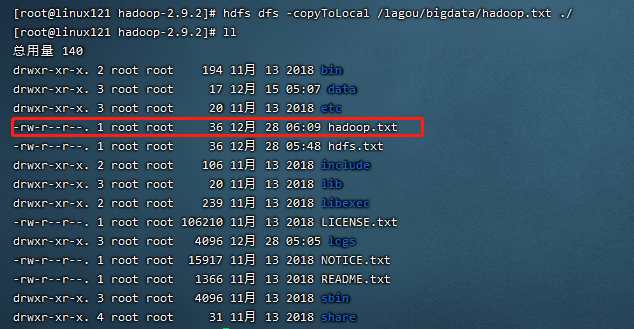 [root@linux121 hadoop-2.9.2]# hdfs dfs -copyToLocal /lagou/bigdata/hadoop.txt ./
[root@linux121 hadoop-2.9.2]# ll
总用量 140
drwxr-xr-x. 2 root root    194 11月 13 2018 bin
drwxr-xr-x. 3 root root     17 12月 15 05:07 data
drwxr-xr-x. 3 root root     20 11月 13 2018 etc
-rw-r--r--. 1 root root     36 12月 28 06:09 hadoop.txt
-rw-r--r--. 1 root root     36 12月 28 05:48 hdfs.txt
drwxr-xr-x. 2 root root    106 11月 13 2018 include
drwxr-xr-x. 3 root root     20 11月 13 2018 lib
drwxr-xr-x. 2 root root    239 11月 13 2018 libexec
-rw-r--r--. 1 root root 106210 11月 13 2018 LICENSE.txt
drwxr-xr-x. 3 root root   4096 12月 28 05:05 logs
-rw-r--r--. 1 root root  15917 11月 13 2018 NOTICE.txt
-rw-r--r--. 1 root root   1366 11月 13 2018 README.txt
drwxr-xr-x. 3 root root   4096 11月 13 2018 sbin
drwxr-xr-x. 4 root root     31 11月 13 2018 share